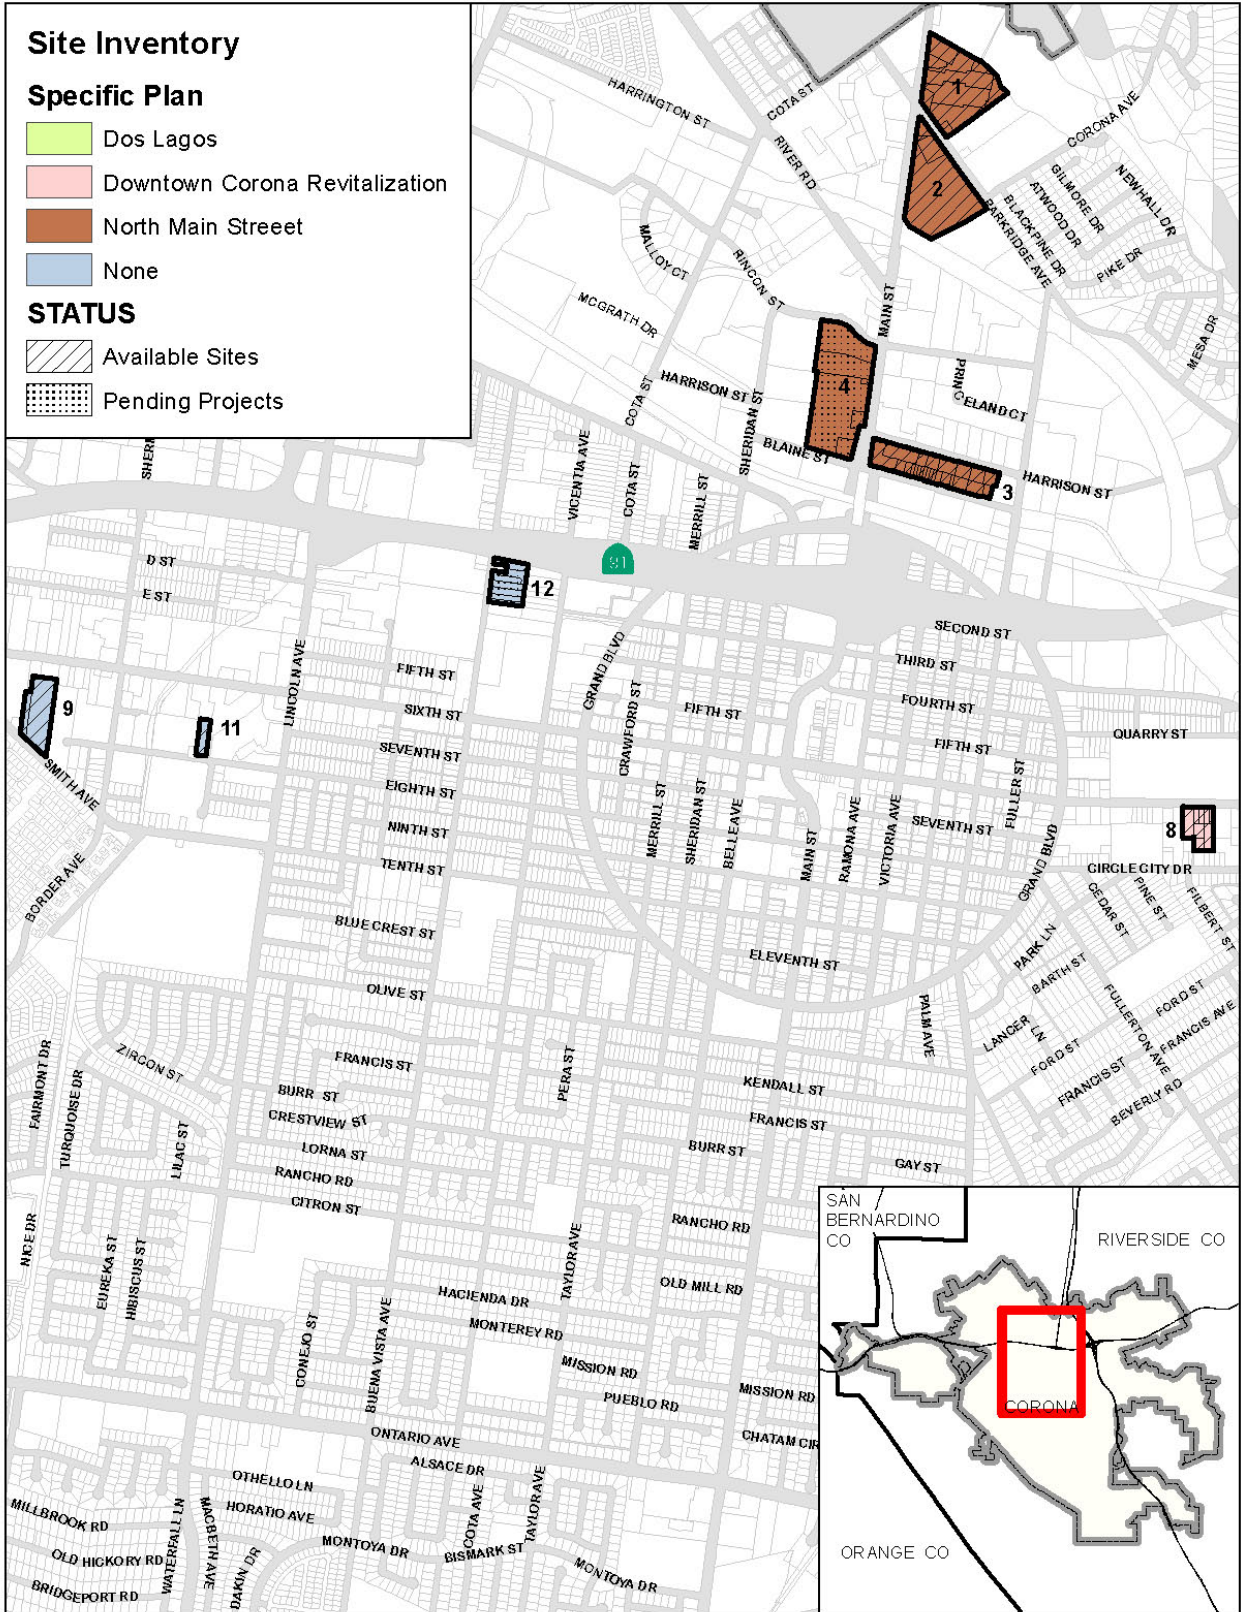 Site Inventory
Specific Plan
Dos Lagos
Downtown Corona Revitalization
North Main Streeet
None
STATUS
Available Sites
Pending Projects
HARRINGTON ST
COTA ST
RIVER RD
1
CORONA AVE
2
GILMORE DR
NEWHALL DR
ATWOOD DR
BLACKPINE DR
PARKRIDGE AVE
PIKE DR
MALLOY CT
RINCON ST
MAIN ST
MCGRATH DR
MESA DR
HARRISON ST
COTA ST
SHERIDAN ST
4
PRINCELAND CT
BLAINE ST
3
HARRISON ST
SHERM
VICENTIA AVE
COTA ST
MERRILL ST
91
D ST
E ST
12
SECOND ST
THIRD ST
GRAND BLVD
LINCOLN AVE
FIFTH ST
SIXTH ST
CRAWFORD ST
FIFTH ST
FOURTH ST
FIFTH ST
QUARRY ST
9
11
SEVENTH ST
EIGHTH ST
SMITH AVE
NINTH ST
TENTH ST
MERRILL ST
SHERIDAN ST
BELLE AVE
MAIN ST
RAMONA AVE
VICTORIA AVE
SEVENTH ST
FULLER ST
GRAND BLVD
8
CIRCLE CITY DR
BORDER AVE
BLUE CREST ST
ELEVENTH ST
CEDAR ST
PINE ST
FILBERT ST
PARK LN
BARTH ST
OLIVE ST
PALM AVE
LANCER LN
FULLERTON AVE
FORD ST
FRANCIS AVE
FORD ST
FRANCIS ST
BEVERLY RD
ZIRCON ST
FAIRMONT DR
TURQUOISE DR
FRANCIS ST
PERA ST
KENDALL ST
BURR ST
CRESTVIEW ST
FRANCIS ST
LILAC ST
LORNA ST
BURR ST
GAY ST
RANCHO RD
CITRON ST
RANCHO RD
NICE DR
EUREKA ST
HIBISCUS ST
TAYLOR AVE
OLD MILL RD
HACIENDA DR
MONTEREY RD
CONEJO ST
BUENA VISTA AVE
MISSION RD
PUEBLO RD
MISSION RD
CHATAM CIR
ONTARIO AVE
ALSACE DR
OTHELLO LN
HORATIO AVE
COTA AVE
TAYLOR AVE
MILLBROOK RD
OLD HICKORY RD
BRIDGEPORT RD
WATERFALL LN
MACBETH AVE
DAKIN DR
MONTOYA DR
BISMARK ST
MONTOYA DR
SAN
BERNARDINO
CO
RIVERSIDE CO
CORONA
ORANGE CO